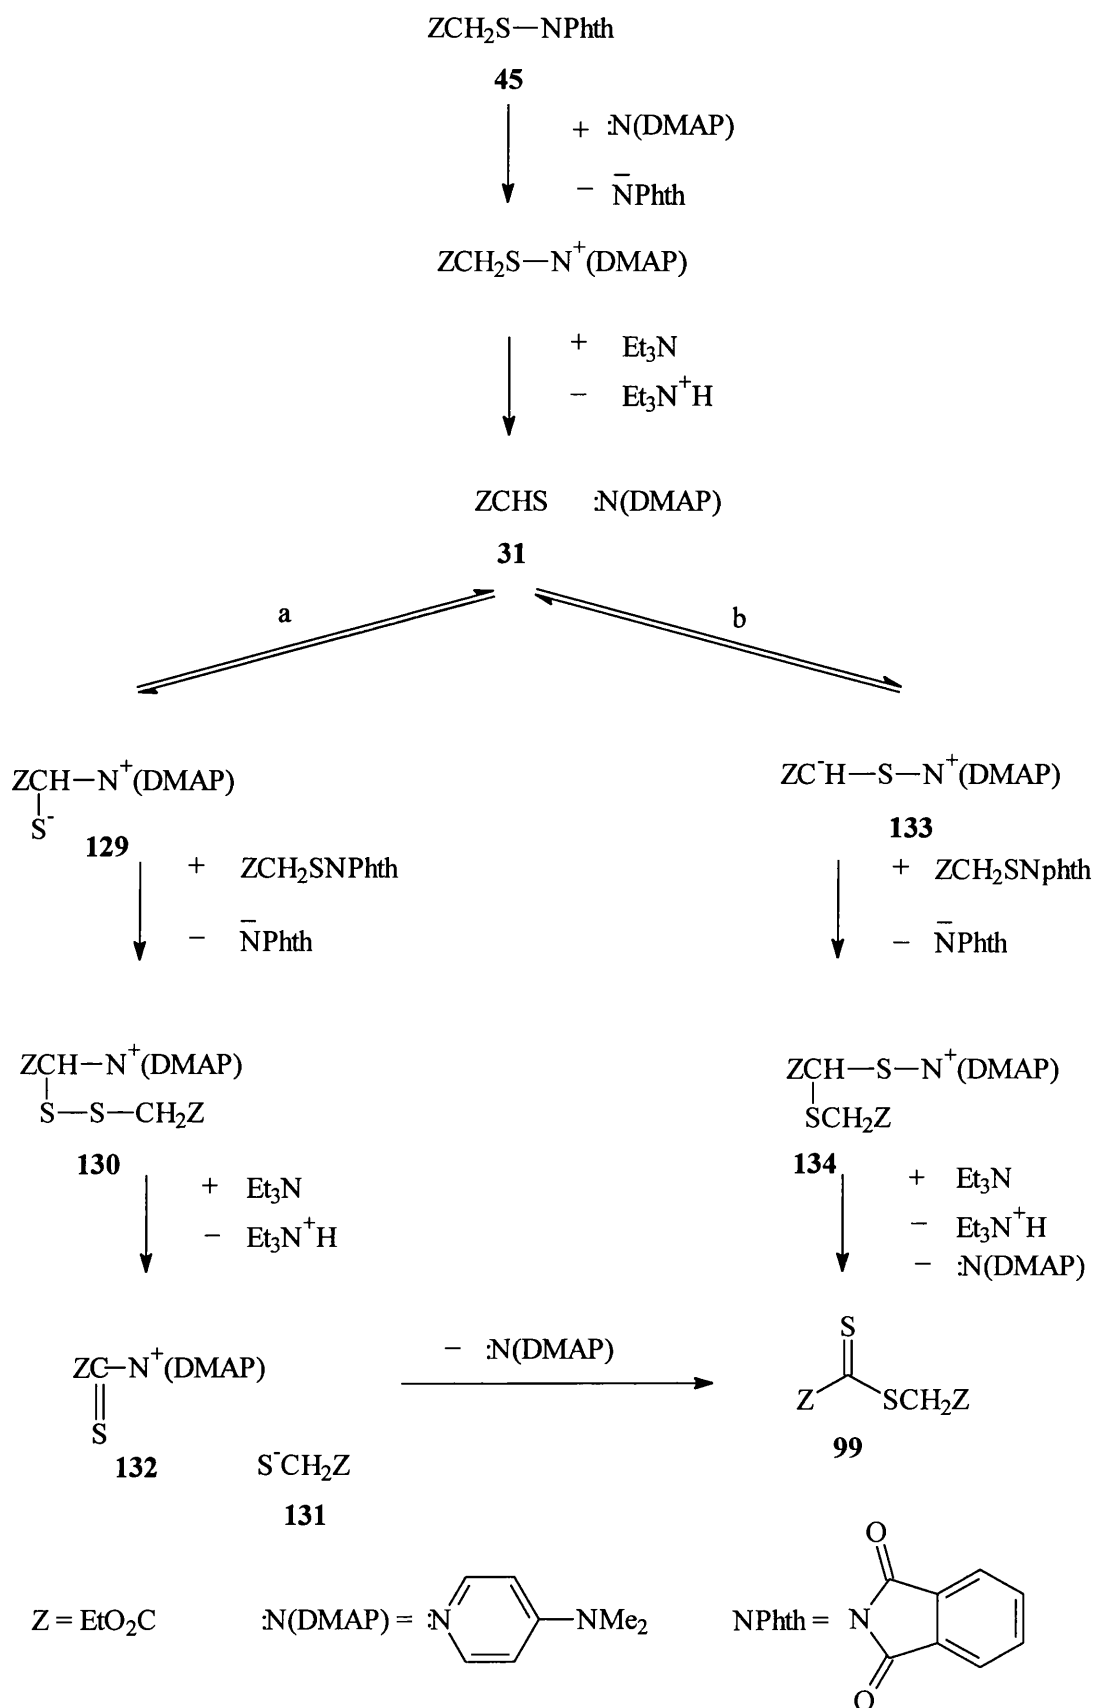 ZCH₂S—NPhth
45
+ :N(DMAP)
− N̄Phth
ZCH₂S—N⁺(DMAP)
+ Et₃N
− Et₃N⁺H
ZCHS :N(DMAP)
31
a b
ZCH—N⁺(DMAP) ZC⁻H—S—N⁺(DMAP)
S⁻
129 133
+ ZCH₂SNPhth + ZCH₂SNphth
− N̄Phth − N̄Phth
ZCH—N⁺(DMAP) ZCH—S—N⁺(DMAP)
S—S—CH₂Z SCH₂Z
130 134
+ Et₃N + Et₃N
− Et₃N⁺H − Et₃N⁺H
− :N(DMAP)
S
− :N(DMAP)
ZC—N⁺(DMAP) Z SCH₂Z
S
132 S⁻CH₂Z 99
131
O
Z = EtO₂C :N(DMAP) = :N NMe₂ NPhth = N
O